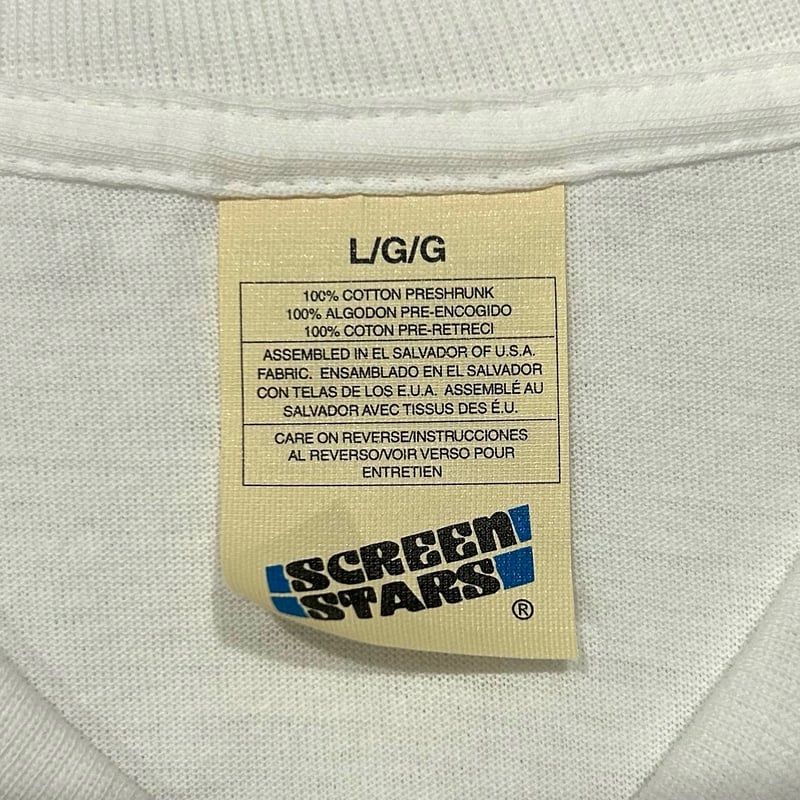 L/G/G
100% COTTON PRESHRUNK
100% ALGODON PRE-ENCOGIDO
100% COTON PRE-RETRECI
ASSEMBLED IN EL SALVADOR OF U.S.A.
FABRIC. ENSAMBLADO EN EL SALVADOR
CON TELAS DE LOS E.U.A. ASSEMBLÉ AU
SALVADOR AVEC TISSUS DES É.U.
CARE ON REVERSE/INSTRUCCIONES
AL REVERSO/VOIR VERSO POUR
ENTRETIEN
SCREEN
STARS ®